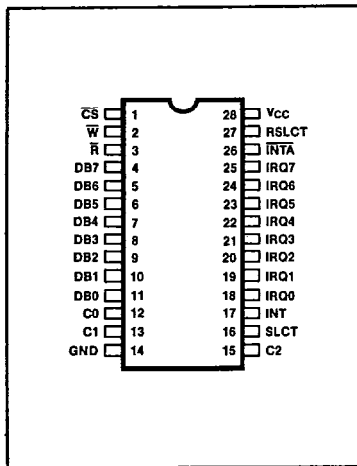 C̅S̅ 1 28 VCC
W̅ 2 27 RSLCT
R̅ 3 26 I̅N̅T̅A̅
DB7 4 25 IRQ7
DB6 5 24 IRQ6
DB5 6 23 IRQ5
DB4 7 22 IRQ4
DB3 8 21 IRQ3
DB2 9 20 IRQ2
DB1 10 19 IRQ1
DB0 11 18 IRQ0
C0 12 17 INT
C1 13 16 SLCT
GND 14 15 C2